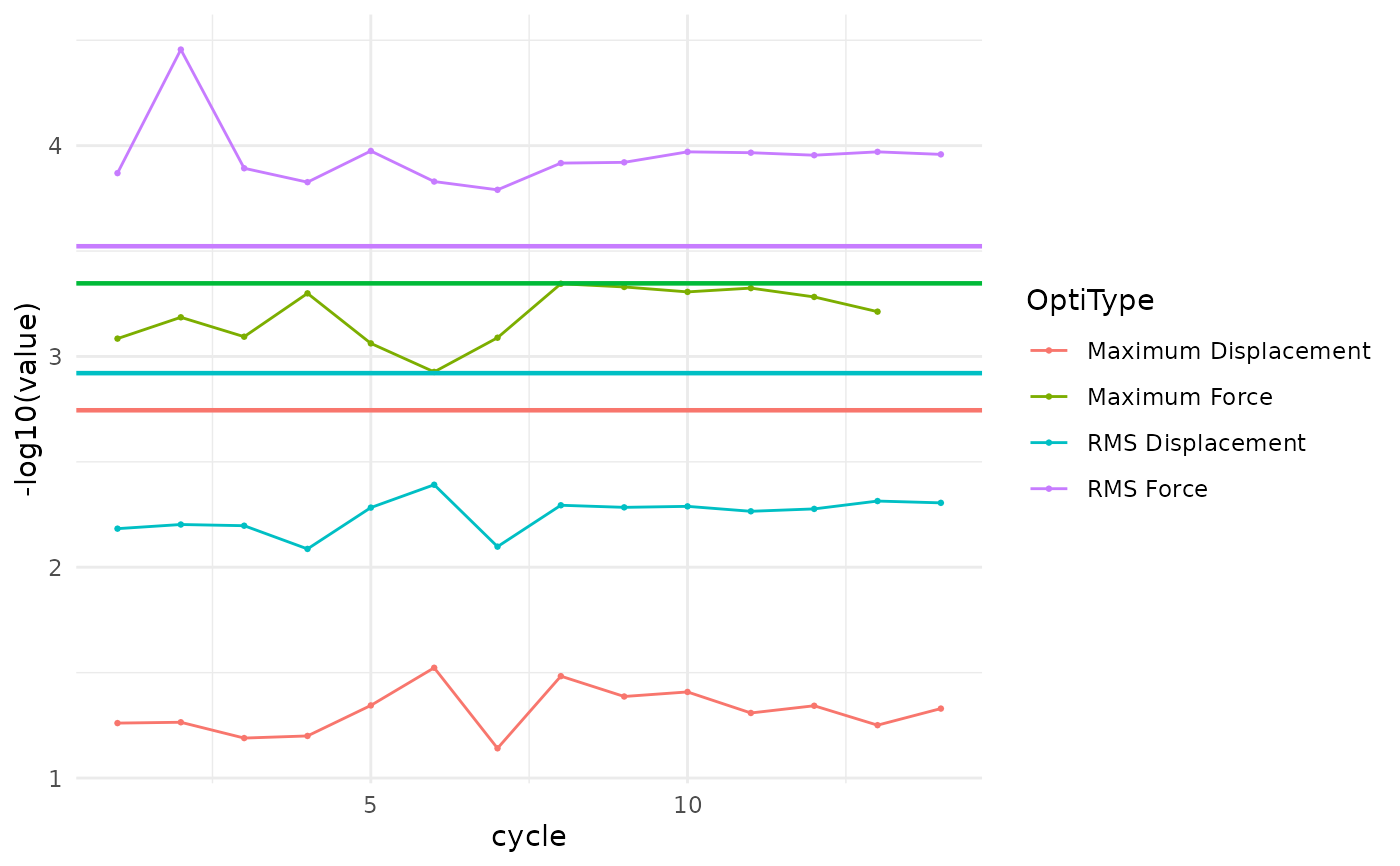 -log10(value)
4
3
2
1
5
10
cycle
OptiType
Maximum Displacement
Maximum Force
RMS Displacement
RMS Force